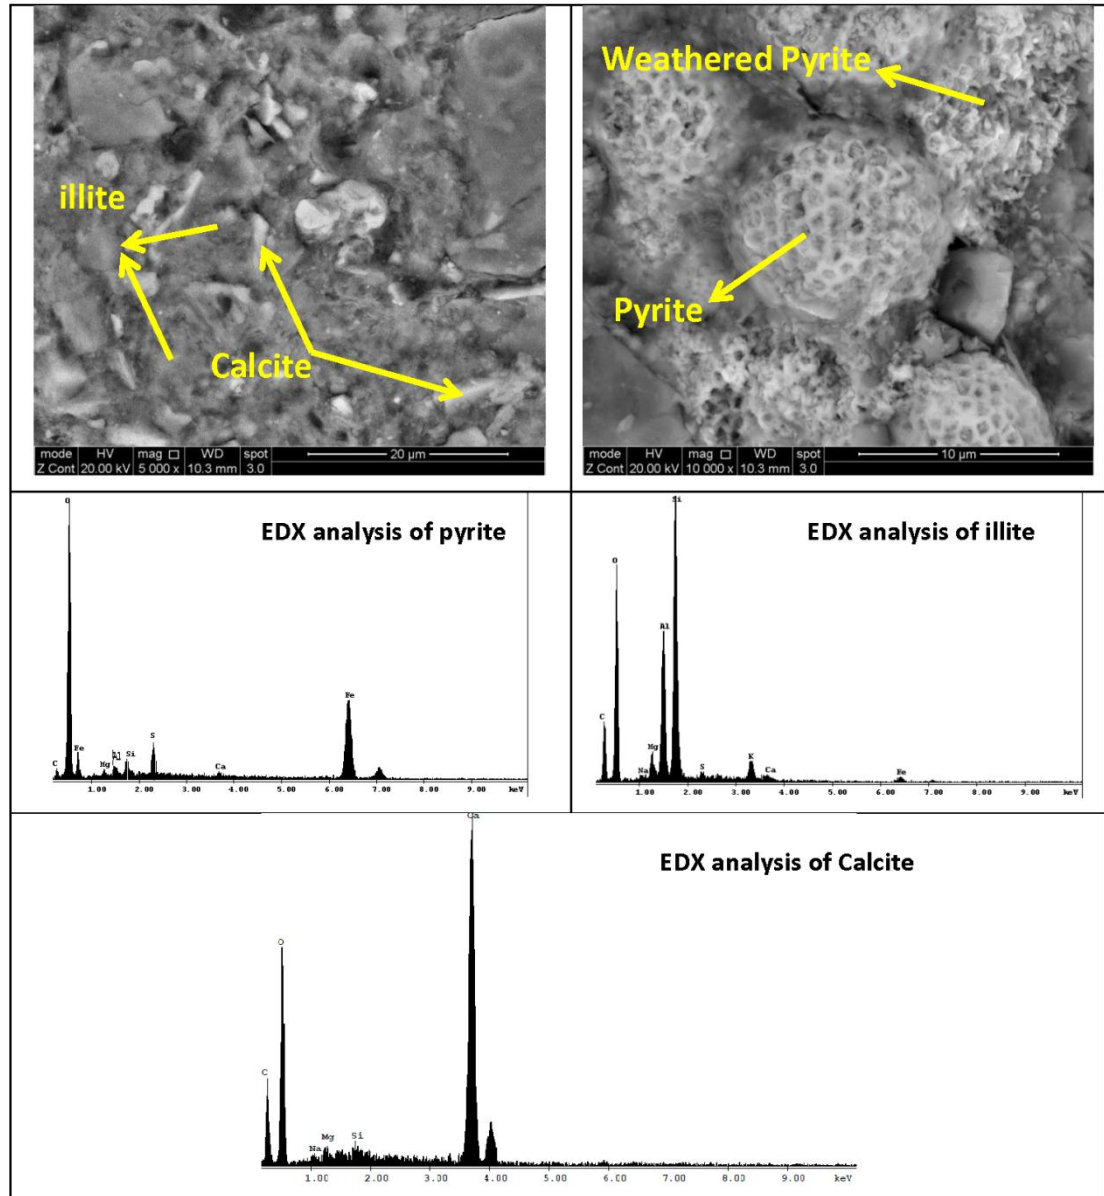 illite
Calcite
mode HV mag □ WD spot
Z Cont 20.00 kV 5 000 x 10.3 mm 3.0 20 µm
Weathered Pyrite
Pyrite
mode HV mag □ WD spot
Z Cont 20.00 kV 10 000 x 10.3 mm 3.0 10 µm
EDX analysis of pyrite
O
C Fe Mg Al Si S Ca Fe
1.00 2.00 3.00 4.00 5.00 6.00 7.00 8.00 9.00 keV
EDX analysis of illite
C O Na Mg Al Si S K Ca Fe
1.00 2.00 3.00 4.00 5.00 6.00 7.00 8.00 9.00 keV
EDX analysis of Calcite
C O Na Mg Si Ca
1.00 2.00 3.00 4.00 5.00 6.00 7.00 8.00 9.00 keV